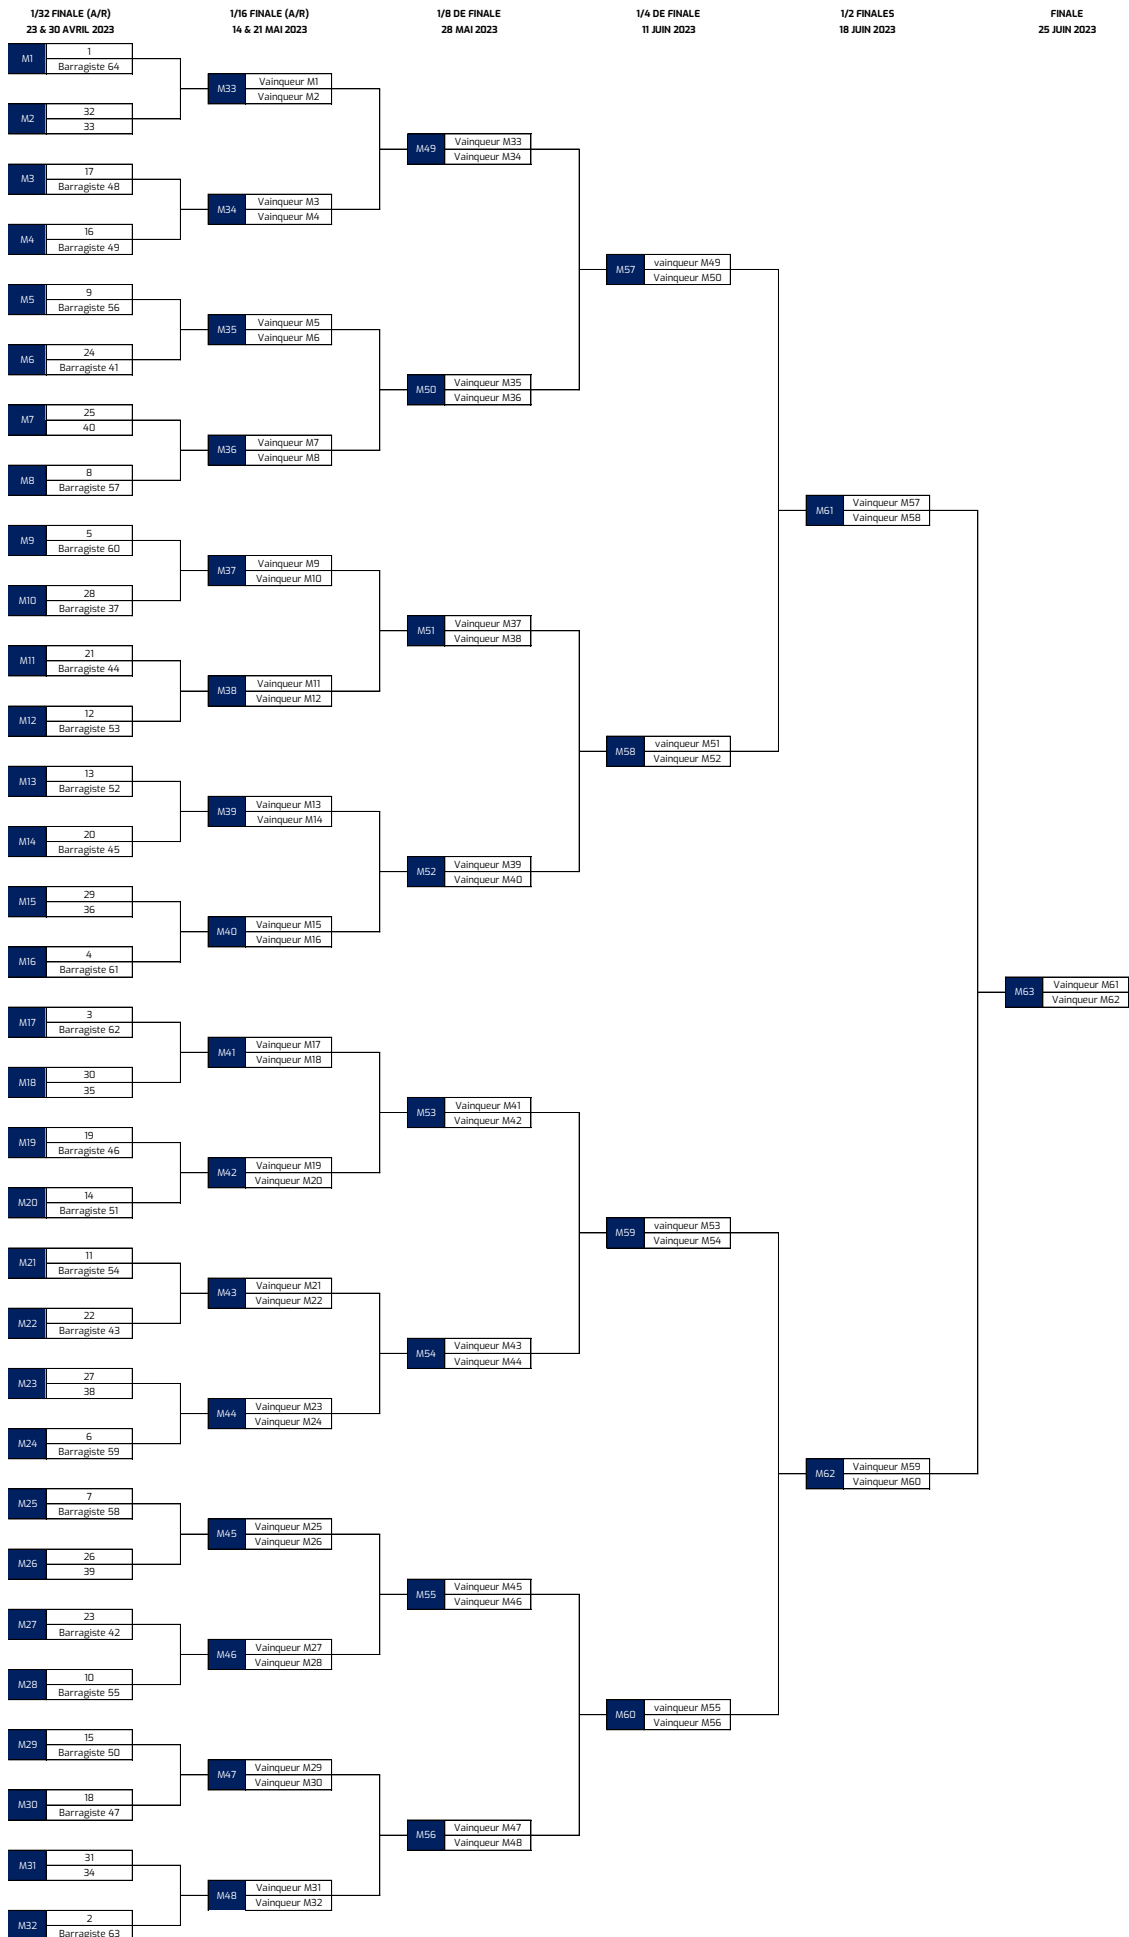 1/32 FINALE (A/R)
23 & 30 AVRIL 2023
1/16 FINALE (A/R)
14 & 21 MAI 2023
1/8 DE FINALE
28 MAI 2023
1/4 DE FINALE
11 JUIN 2023
1/2 FINALES
18 JUIN 2023
FINALE
25 JUIN 2023
M1
1
Barragiste 64
M2
32
33
M3
17
Barragiste 48
M4
16
Barragiste 49
M5
9
Barragiste 56
M6
24
Barragiste 41
M7
25
40
M8
8
Barragiste 57
M9
5
Barragiste 60
M10
28
Barragiste 37
M11
21
Barragiste 44
M12
12
Barragiste 53
M13
13
Barragiste 52
M14
20
Barragiste 45
M15
29
36
M16
4
Barragiste 61
M17
3
Barragiste 62
M18
30
35
M19
19
Barragiste 46
M20
14
Barragiste 51
M21
11
Barragiste 54
M22
22
Barragiste 43
M23
27
38
M24
6
Barragiste 59
M25
7
Barragiste 58
M26
26
39
M27
23
Barragiste 42
M28
10
Barragiste 55
M29
15
Barragiste 50
M30
18
Barragiste 47
M31
31
34
M32
2
Barragiste 63
M33
Vainqueur M1
Vainqueur M2
M34
Vainqueur M3
Vainqueur M4
M35
Vainqueur M5
Vainqueur M6
M36
Vainqueur M7
Vainqueur M8
M37
Vainqueur M9
Vainqueur M10
M38
Vainqueur M11
Vainqueur M12
M39
Vainqueur M13
Vainqueur M14
M40
Vainqueur M15
Vainqueur M16
M41
Vainqueur M17
Vainqueur M18
M42
Vainqueur M19
Vainqueur M20
M43
Vainqueur M21
Vainqueur M22
M44
Vainqueur M23
Vainqueur M24
M45
Vainqueur M25
Vainqueur M26
M46
Vainqueur M27
Vainqueur M28
M47
Vainqueur M29
Vainqueur M30
M48
Vainqueur M31
Vainqueur M32
M49
Vainqueur M33
Vainqueur M34
M50
Vainqueur M35
Vainqueur M36
M51
Vainqueur M37
Vainqueur M38
M52
Vainqueur M39
Vainqueur M40
M53
Vainqueur M41
Vainqueur M42
M54
Vainqueur M43
Vainqueur M44
M55
Vainqueur M45
Vainqueur M46
M56
Vainqueur M47
Vainqueur M48
M57
vainqueur M49
Vainqueur M50
M58
vainqueur M51
Vainqueur M52
M59
vainqueur M53
Vainqueur M54
M60
vainqueur M55
Vainqueur M56
M61
Vainqueur M57
Vainqueur M58
M62
Vainqueur M59
Vainqueur M60
M63
Vainqueur M61
Vainqueur M62